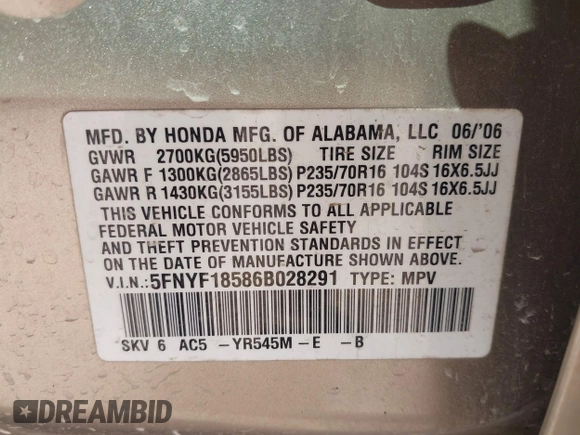 MFD. BY HONDA MFG. OF ALABAMA, LLC 06/'06
GVWR 2700KG(5950LBS) TIRE SIZE RIM SIZE
GAWR F 1300KG(2865LBS) P235/70R16 104S 16X6.5JJ
GAWR R 1430KG(3155LBS) P235/70R16 104S 16X6.5JJ
THIS VEHICLE CONFORMS TO ALL APPLICABLE
FEDERAL MOTOR VEHICLE SAFETY
AND THEFT PREVENTION STANDARDS IN EFFECT
ON THE DATE OF MANUFACTURE SHOWN ABOVE.
V.I.N.: 5FNYF18586B028291 TYPE: MPV
SKV 6 AC5 -YR545M-E -B
DREAMBID